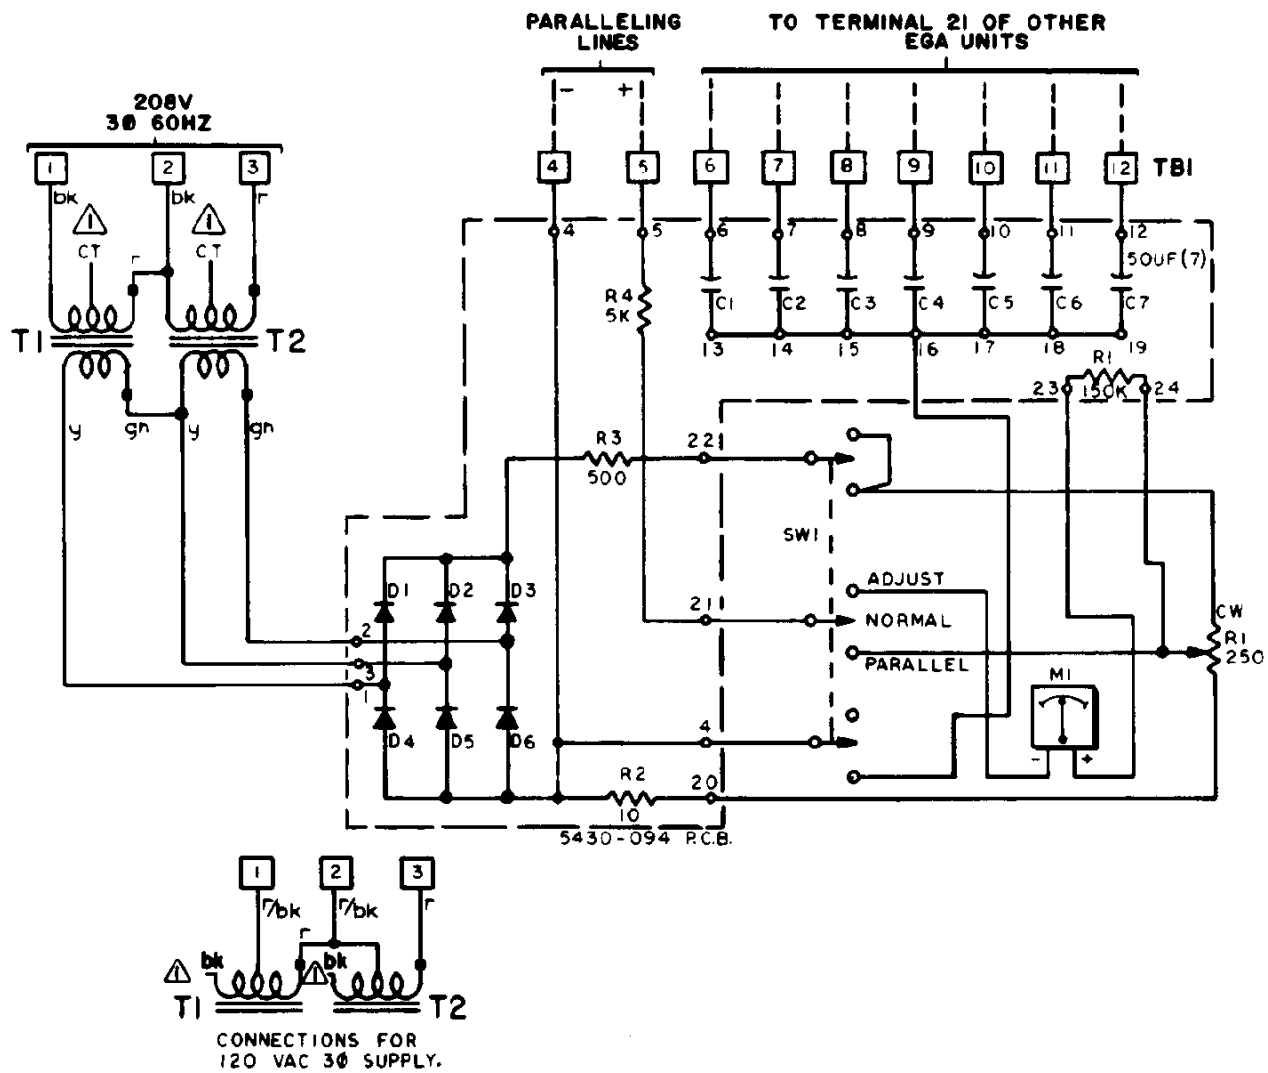 PARALLELING
LINES
TO TERMINAL 21 OF OTHER
EGA UNITS
208V
3Ø 60HZ
- +
1 2 3 4 5 6 7 8 9 10 11 12 TB1
bk bk r
1 1
CT CT
r
4 5 6 7 8 9 10 11 12
50UF(7)
R4
5K
C1 C2 C3 C4 C5 C6 C7
T1 T2
13 14 15 16 17 18 19
R1
150K
23 24
y gn y gn
R3
500
22
SW1
D1 D2 D3
ADJUST
21
NORMAL
CW
R1
250
2
3
1
PARALLEL
M1
D4 D5 D6
4
- +
R2
10
20
5430-094 P.C.B.
1 2 3
r/bk r/bk r
r
1 bk 1 bk
T1 T2
CONNECTIONS FOR
120 VAC 3Ø SUPPLY.